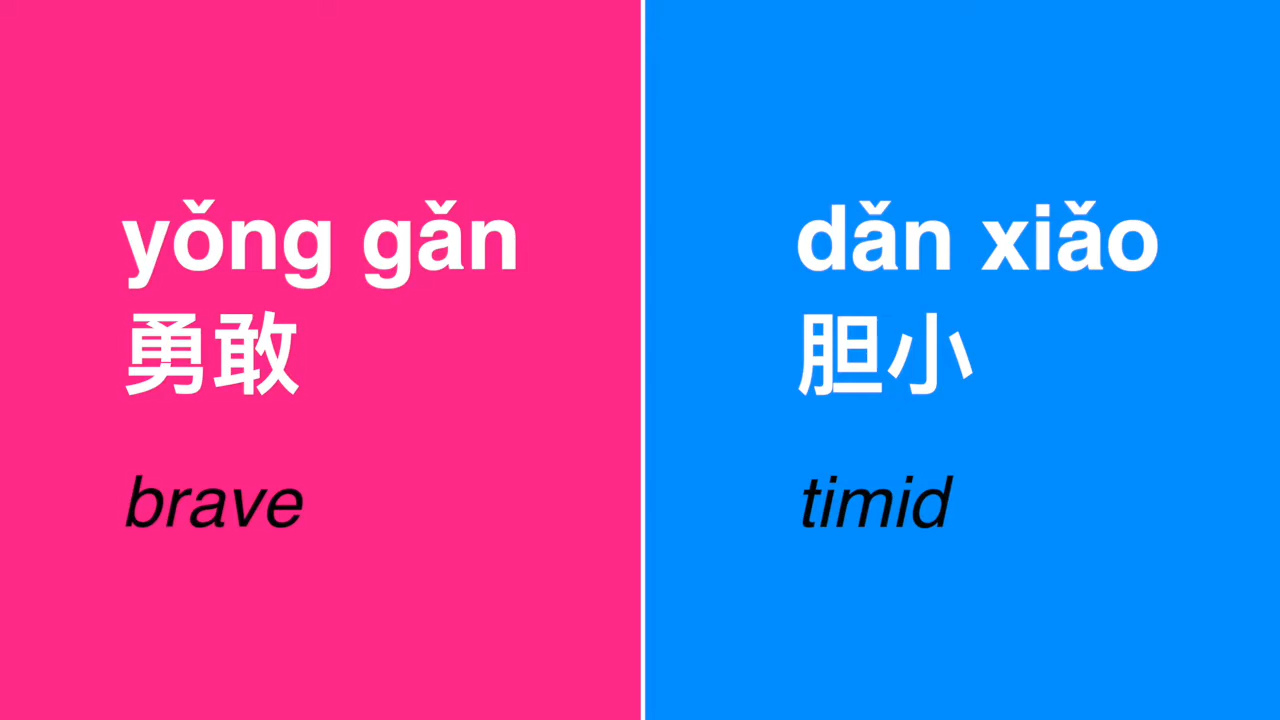 yǒng gǎn
勇敢
brave
dǎn xiǎo
胆小
timid